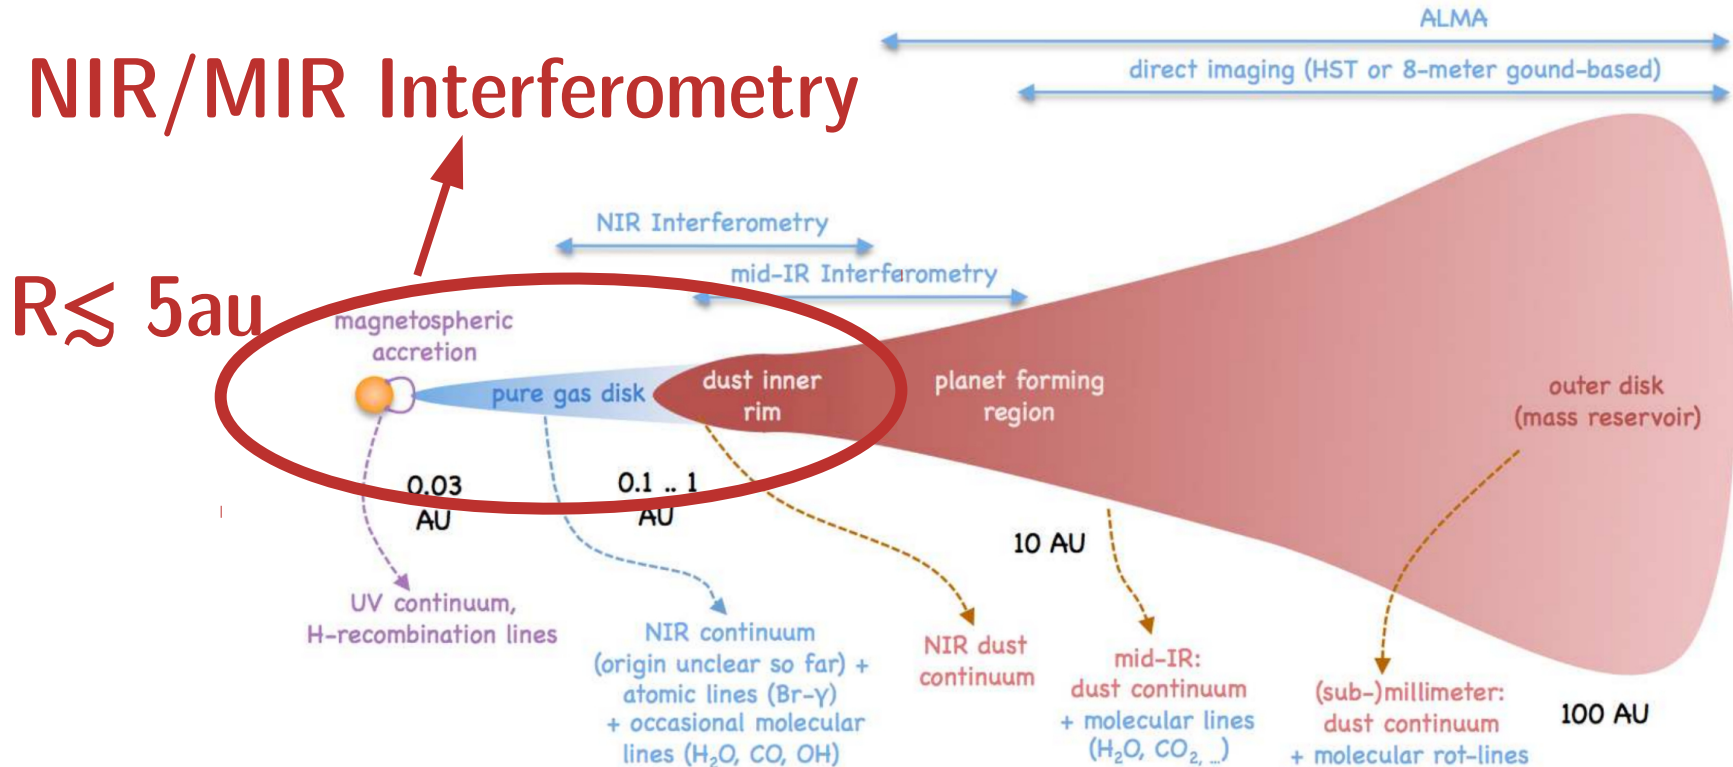 ALMA
direct imaging (HST or 8-meter gound-based)
NIR/MIR Interferometry
NIR Interferometry
mid-IR Interferometry
R≲ 5au
magnetospheric
accretion
pure gas disk
dust inner
rim
planet forming
region
outer disk
(mass reservoir)
0.03
AU
0.1 .. 1
AU
10 AU
100 AU
UV continuum,
H-recombination lines
NIR continuum
(origin unclear so far) +
atomic lines (Br-γ)
+ occasional molecular
lines (H₂O, CO, OH)
NIR dust
continuum
mid-IR:
dust continuum
+ molecular lines
(H₂O, CO₂, …)
(sub-)millimeter:
dust continuum
+ molecular rot-lines